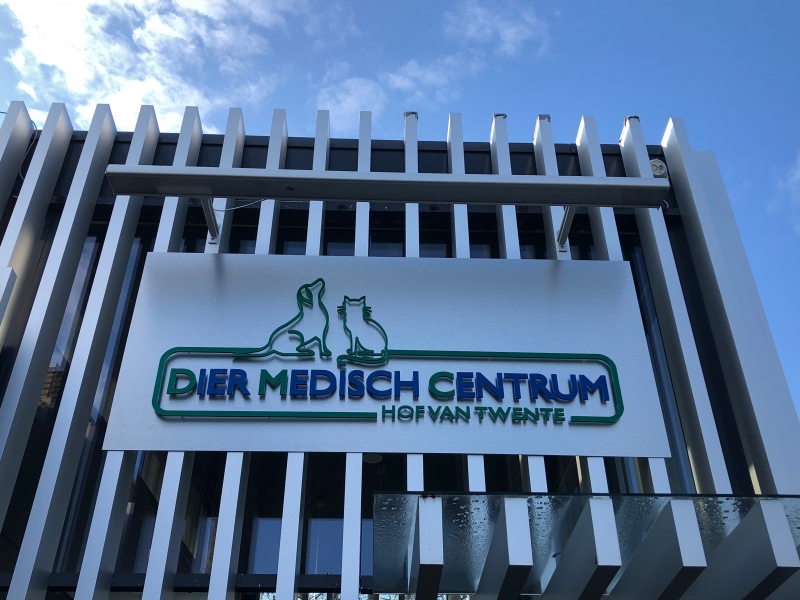 DIER MEDISCH CENTRUM
HOF VAN TWENTE